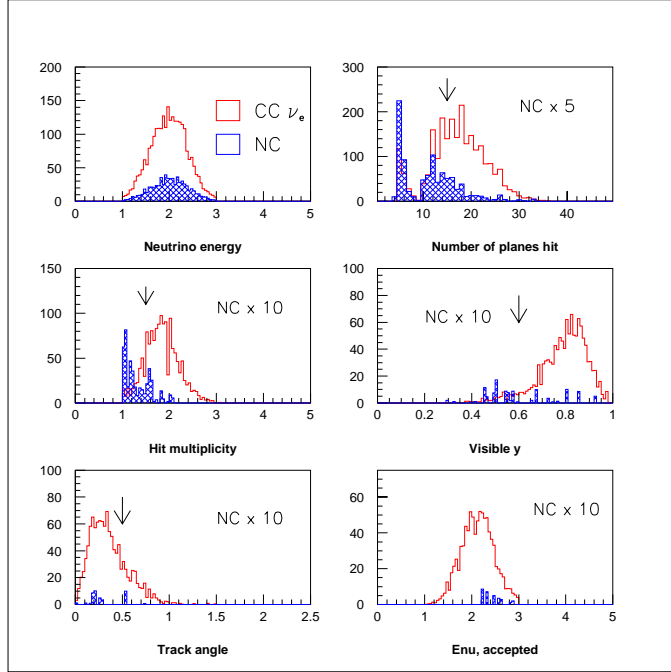 200
150
100
50
0
0 1 2 3 4 5
CC νe
NC
Neutrino energy
300
200
100
0
10 20 30 40
NC x 5
Number of planes hit
150
100
50
0
0 1 2 3 4 5
NC x 10
Hit multiplicity
100
80
60
40
20
0
0 0.2 0.4 0.6 0.8 1
NC x 10
Visible y
100
80
60
40
20
0
0 0.5 1 1.5 2 2.5
NC x 10
Track angle
60
40
20
0
0 1 2 3 4 5
NC x 10
Enu, accepted